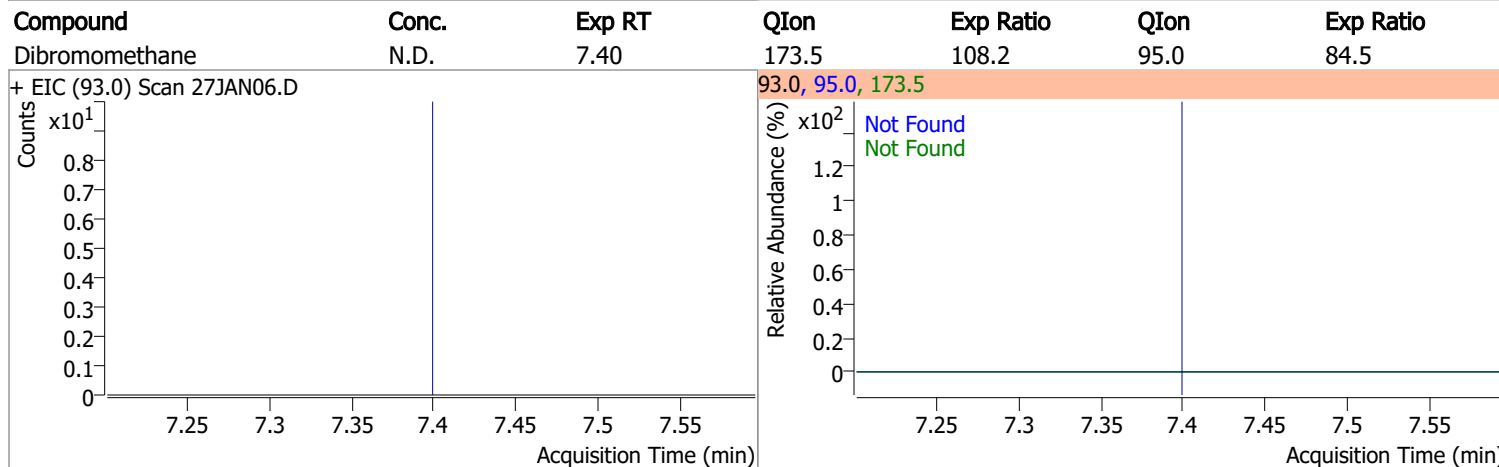 Compound Conc. Exp RT QIon Exp Ratio QIon Exp Ratio
Dibromomethane N.D. 7.40 173.5 108.2 95.0 84.5
+ EIC (93.0) Scan 27JAN06.D
Counts
x10^1
0.8
0.7
0.6
0.5
0.4
0.3
0.2
0.1
0
7.25 7.3 7.35 7.4 7.45 7.5 7.55
Acquisition Time (min)
93.0, 95.0, 173.5
Relative Abundance (%)
x10^2
Not Found
Not Found
1.2
1
0.8
0.6
0.4
0.2
0
7.25 7.3 7.35 7.4 7.45 7.5 7.55
Acquisition Time (min)